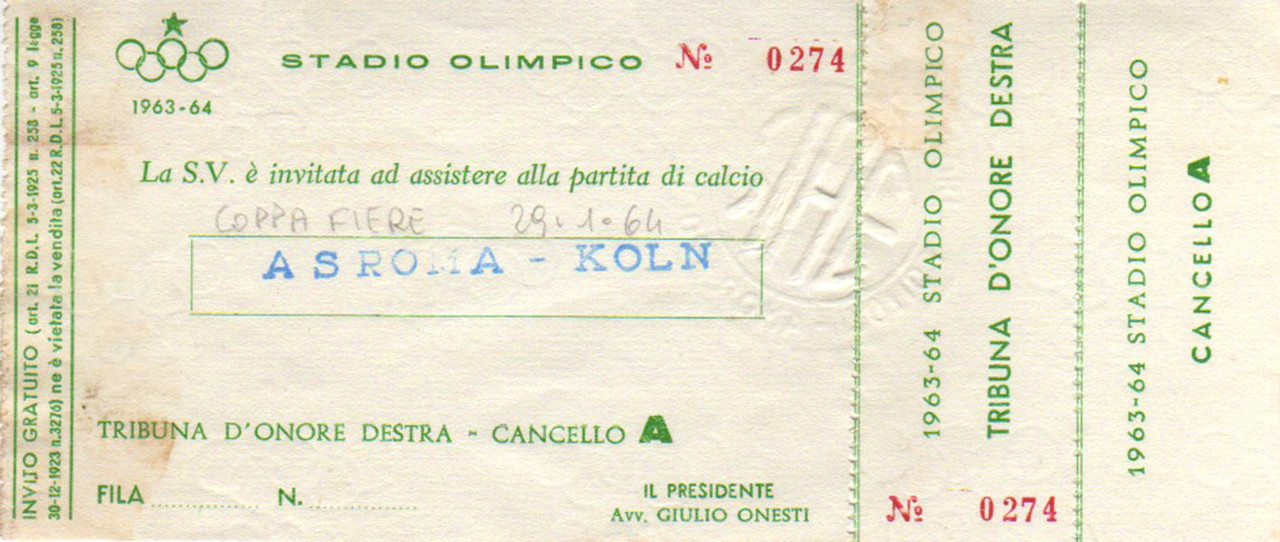 INVITO GRATUITO (art. 21 R.D.L. 5-3-1925 n. 258 - art. 9 legge
30-12-1923 n. 3276) ne è vietata la vendita (art. 22 R.D.L. 5-3-1925 n. 258)
1963-64
STADIO OLIMPICO Nº 0274
La S.V. è invitata ad assistere alla partita di calcio
COPPA FIERE 29.1.64
AS ROMA - KOLN
TRIBUNA D'ONORE DESTRA - CANCELLO A
FILA ............... N. ...............
IL PRESIDENTE
Avv. GIULIO ONESTI
1963-64 STADIO OLIMPICO
TRIBUNA D'ONORE DESTRA
Nº 0274
1963-64 STADIO OLIMPICO
CANCELLO A